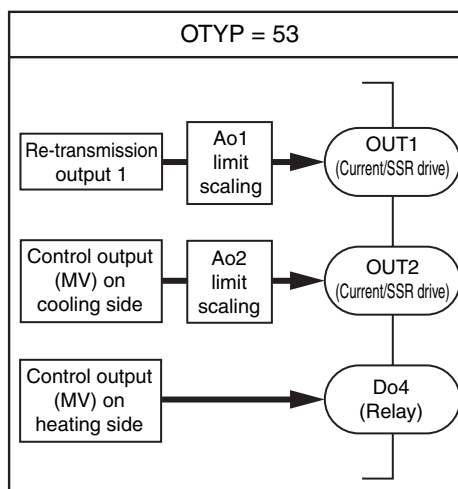 OTYP = 53
Re-transmission
output 1
Ao1
limit
scaling
OUT1
(Current/SSR drive)
Control output
(MV) on
cooling side
Ao2
limit
scaling
OUT2
(Current/SSR drive)
Control output
(MV) on
heating side
Do4
(Relay)